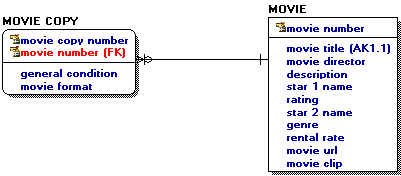 MOVIE COPY
movie copy number
movie number (FK)
general condition
movie format
MOVIE
movie number
movie title (AK1.1)
movie director
description
star 1 name
rating
star 2 name
genre
rental rate
movie url
movie clip